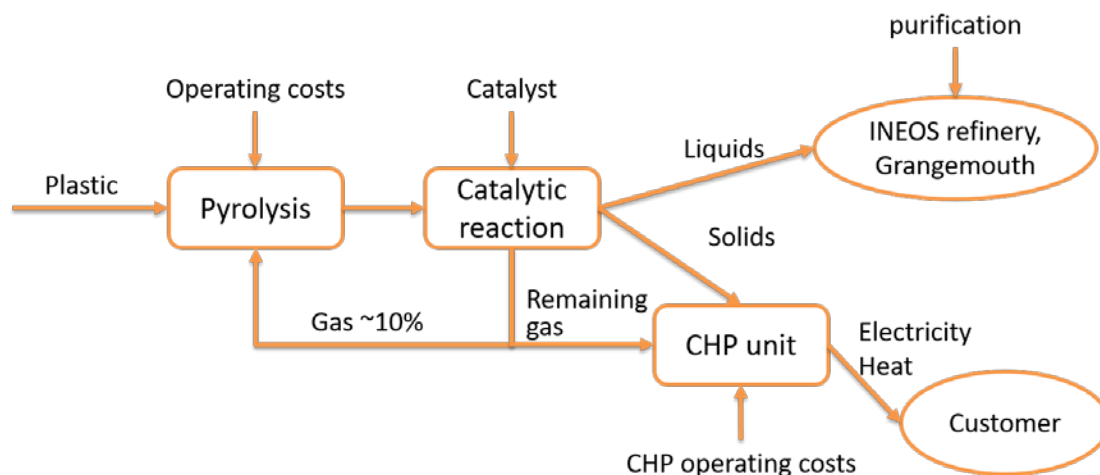 purification
Operating costs
Catalyst
INEOS refinery,
Grangemouth
Liquids
Plastic
Pyrolysis
Catalytic
reaction
Solids
Gas ~10%
Remaining
gas
CHP unit
Electricity
Heat
Customer
CHP operating costs